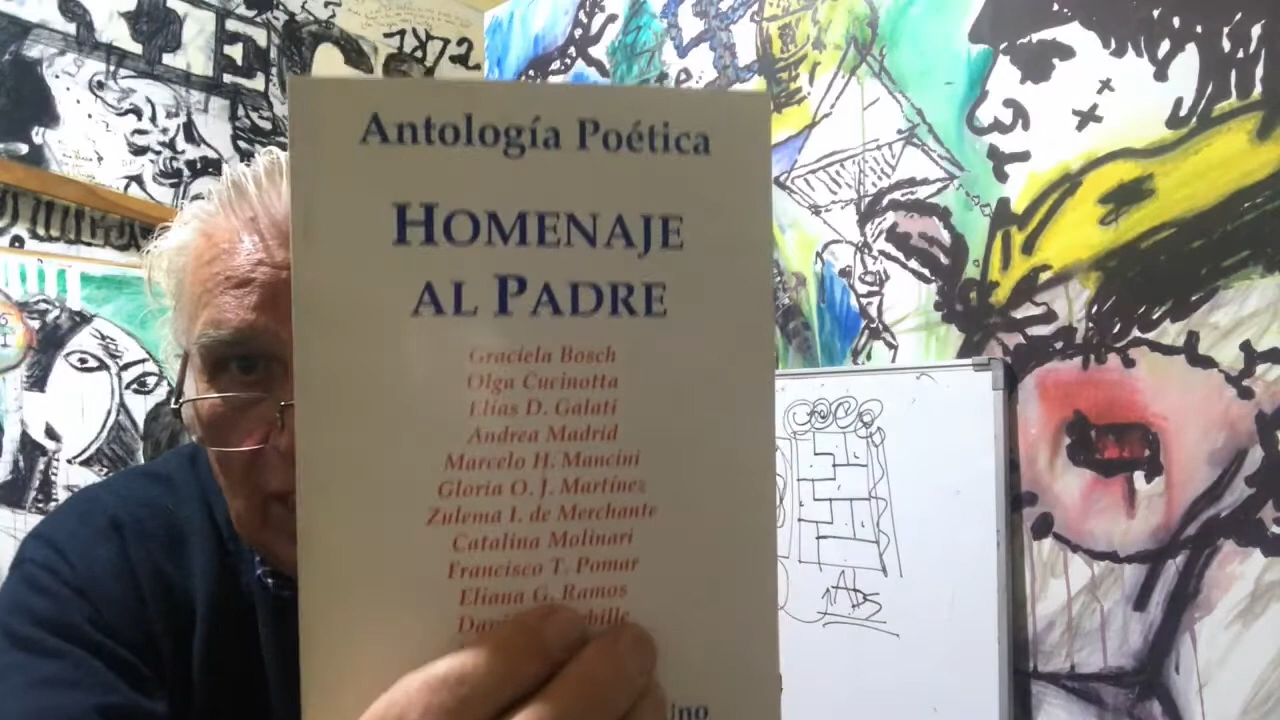 1872
Antología Poética
HOMENAJE
AL PADRE
Graciela Bosch
Olga Cucinotta
Elías D. Galati
Andrea Madrid
Marcelo H. Mancini
Gloria O. J. Martínez
Zulema I. de Merchante
Catalina Molinari
Francisco T. Pomar
Eliana G. Ramos